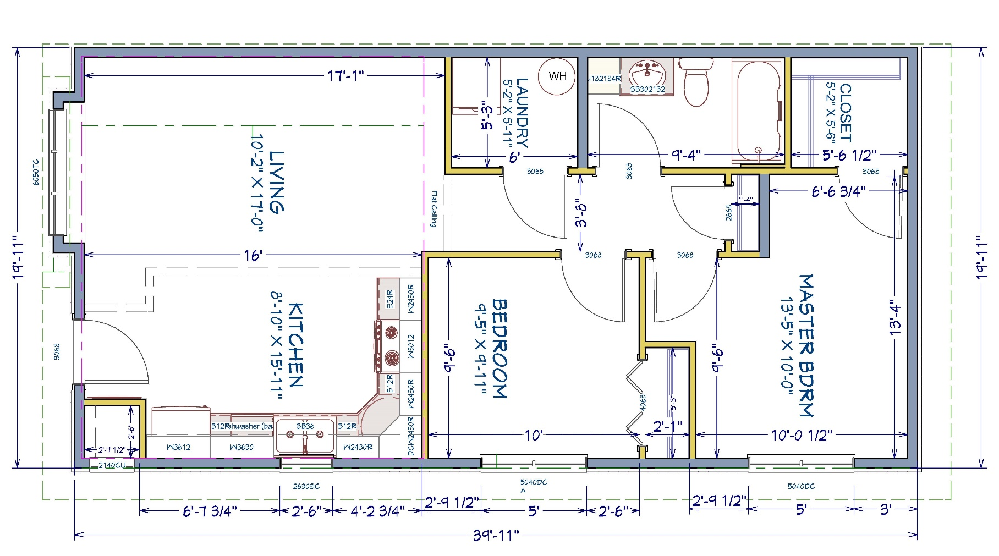 17'-1"
WH
LAUNDRY
5'-2" X 5'-11"
5'-3"
6'
U182184R
SB302132
9'-4"
CLOSET
5'-2" X 5'-6"
5'-6 1/2"
3068
3068
3068
6050TC
LIVING
10'-2" X 17'-0"
Flat Ceiling
3'-8"
2668
1'-4"
6'-6 3/4"
19'-11"
19'-11"
16'
3068
3068
KITCHEN
8'-10" X 15'-11"
B24R
W2430R
W3012
B12R
W2430R
DCW2430R
3068
BEDROOM
9'-5" X 9'-11"
9'-6"
MASTER BDRM
13'-5" X 10'-0"
9'-6"
13'-4"
4068
5'-3"
2'-1"
10'
10'-0 1/2"
2'-6"
2'-7 1/2"
B12R
shwasher (ba
SB36
B12R
W3612
W3630
W2430R
2140CU
2630SC
5040DC
A
5040DC
6'-7 3/4"
2'-6"
4'-2 3/4"
2'-9 1/2"
5'
2'-6"
2'-9 1/2"
5'
3'
39'-11"